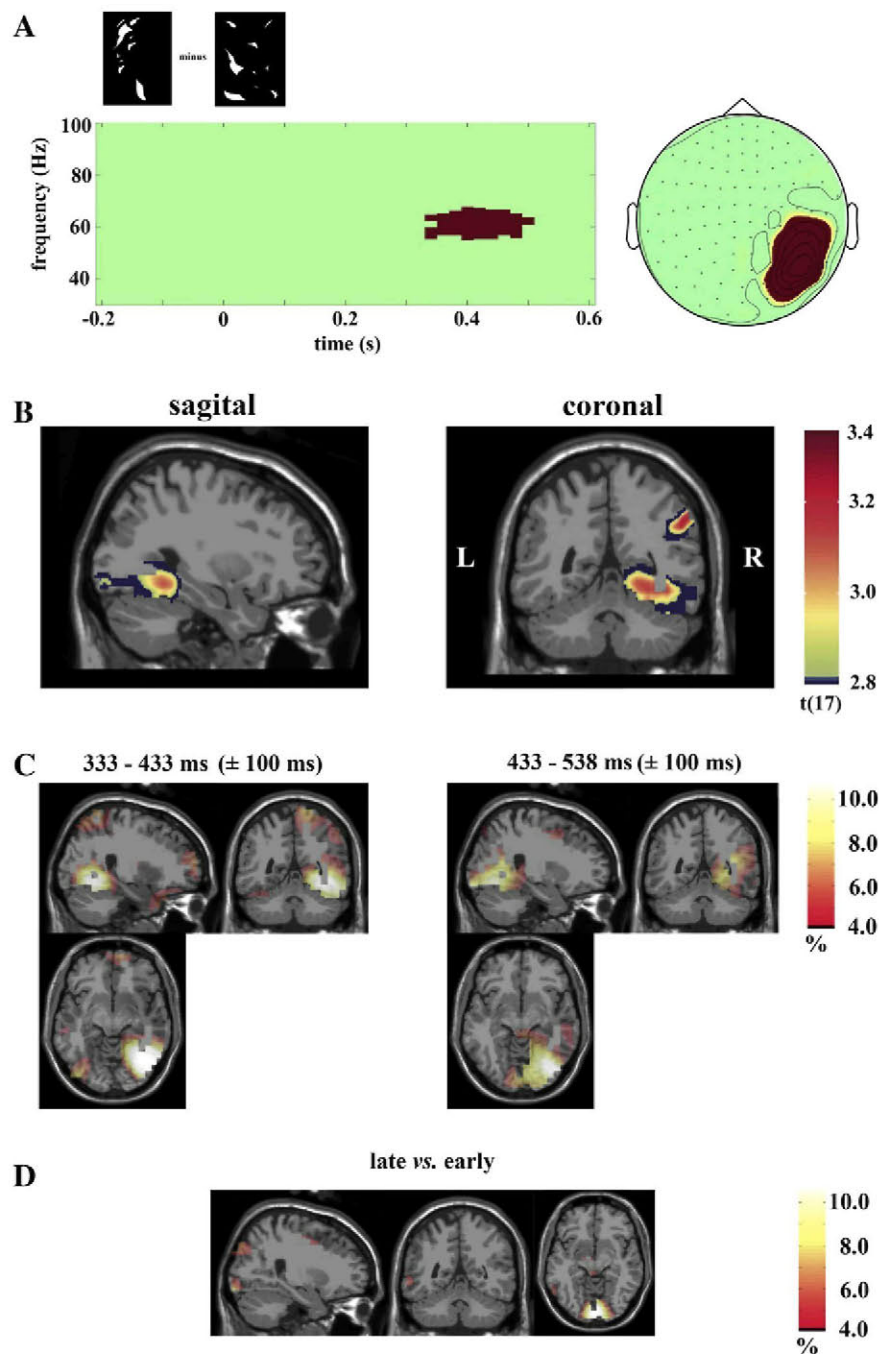 A
minus
100
80
60
40
frequency (Hz)
-0.2 0 0.2 0.4 0.6
time (s)
B
sagital
coronal
L
R
3.4
3.2
3.0
2.8
t(17)
C
333 - 433 ms (± 100 ms)
433 - 538 ms (± 100 ms)
10.0
8.0
6.0
4.0
%
D
late vs. early
10.0
8.0
6.0
4.0
%